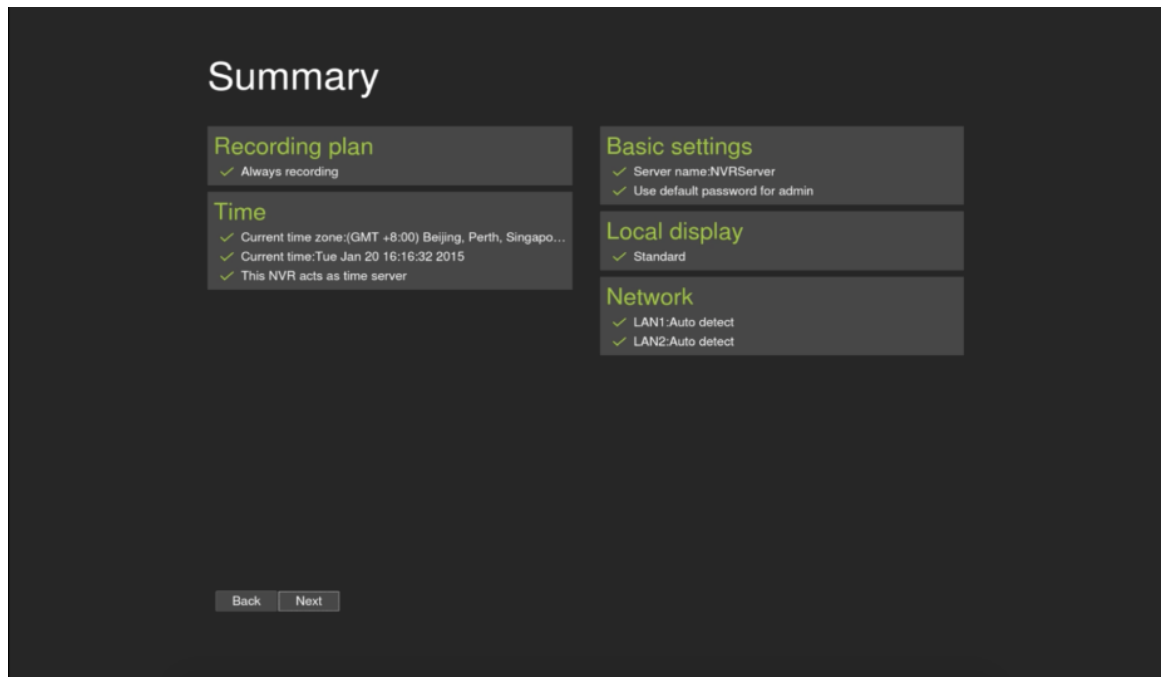 Summary
Recording plan
Always recording
Time
Current time zone:(GMT +8:00) Beijing, Perth, Singapo...
Current time:Tue Jan 20 16:16:32 2015
This NVR acts as time server
Basic settings
Server name:NVRServer
Use default password for admin
Local display
Standard
Network
LAN1:Auto detect
LAN2:Auto detect
Back
Next